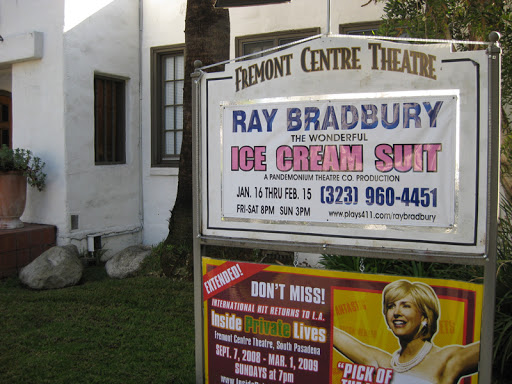 FREMONT CENTRE THEATRE
RAY BRADBURY
THE WONDERFUL
ICE CREAM SUIT
A PANDEMONIUM THEATRE CO. PRODUCTION
JAN. 16 THRU FEB. 15 (323) 960-4451
FRI-SAT 8PM SUN 3PM www.plays411.com/raybradbury
EXTENDED!
DON'T MISS!
INTERNATIONAL HIT RETURNS TO L.A.
Inside Private Lives
Fremont Centre Theatre, South Pasadena
SEPT. 7, 2008 - MAR. 1, 2009
SUNDAYS at 7pm
"PICK OF